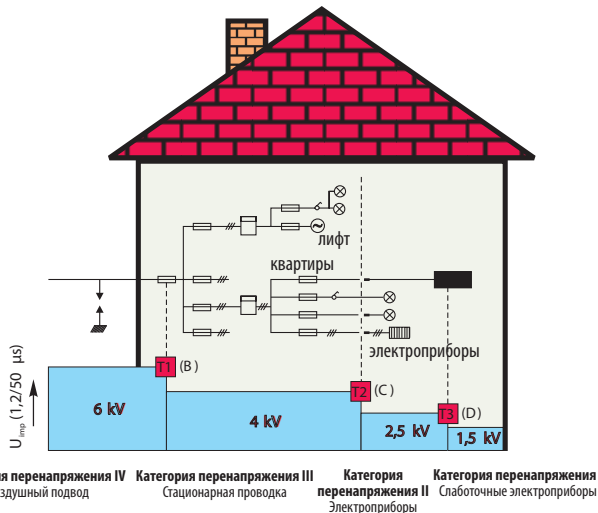 лифт
квартиры
электроприборы
T1 (B)
T2 (C)
T3 (D)
U imp (1,2/50 µs)
6 kV
4 kV
2,5 kV
1,5 kV
перенапряжения IV
подвод
Категория перенапряжения III
Стационарная проводка
Категория
перенапряжения II
Электроприборы
Категория перенапряжения
Слаботочные электроприборы